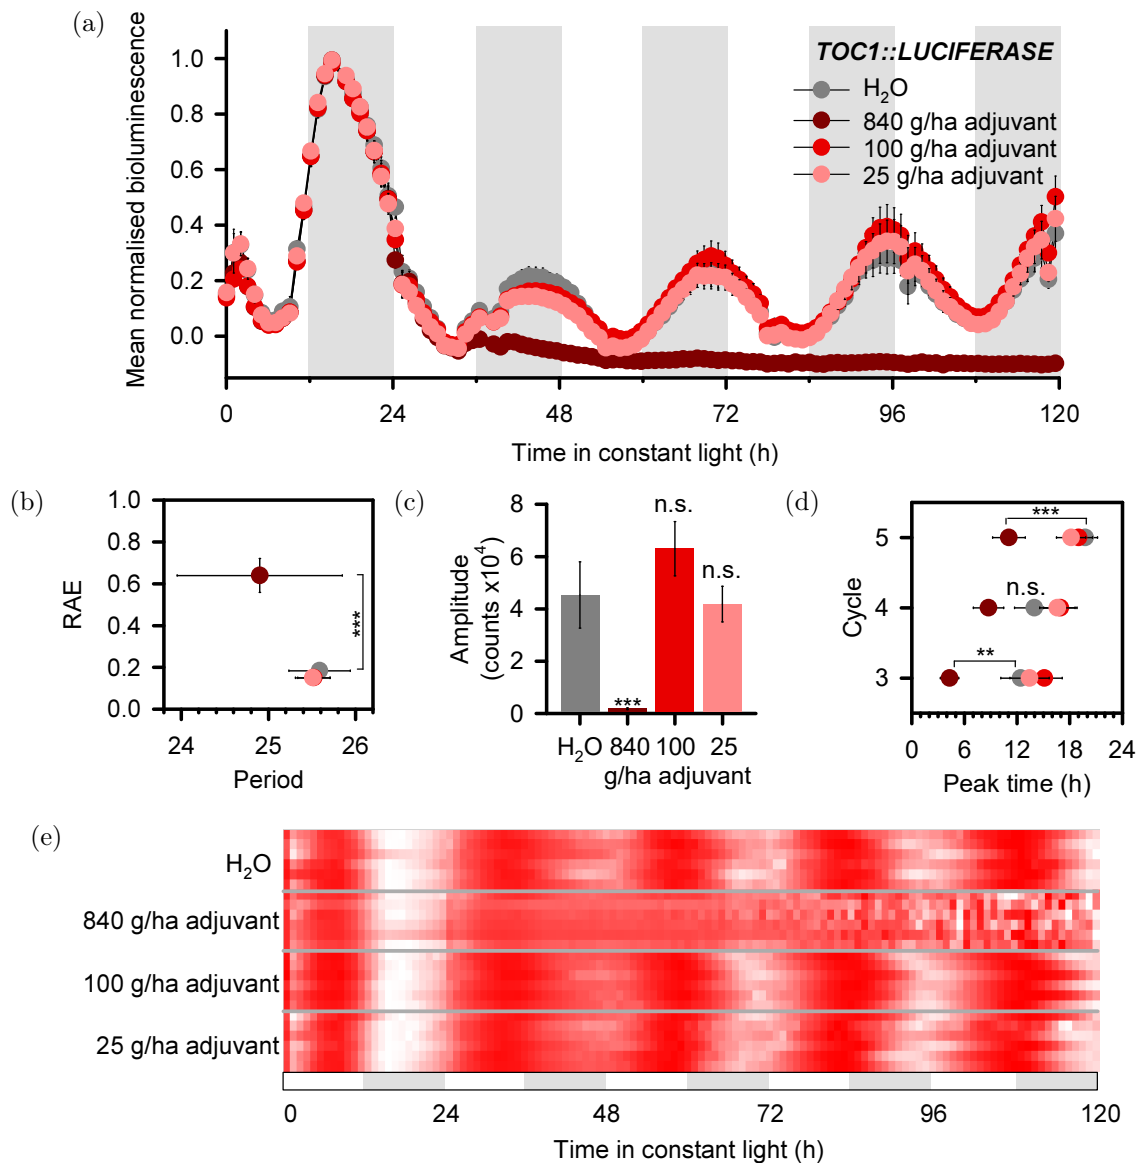 (a)
Mean normalised bioluminescence
1.0
0.8
0.6
0.4
0.2
0.0
TOC1::LUCIFERASE
H₂O
840 g/ha adjuvant
100 g/ha adjuvant
25 g/ha adjuvant
0 24 48 72 96 120
Time in constant light (h)
(b)
RAE
1.0
0.8
0.6
0.4
0.2
0.0
***
24 25 26
Period
(c)
Amplitude
(counts x10⁴)
8
6
4
2
0
n.s.
n.s.
***
H₂O 840 100 25
g/ha adjuvant
(d)
Cycle
5
4
3
***
n.s.
**
0 6 12 18 24
Peak time (h)
(e)
H₂O
840 g/ha adjuvant
100 g/ha adjuvant
25 g/ha adjuvant
0 24 48 72 96 120
Time in constant light (h)